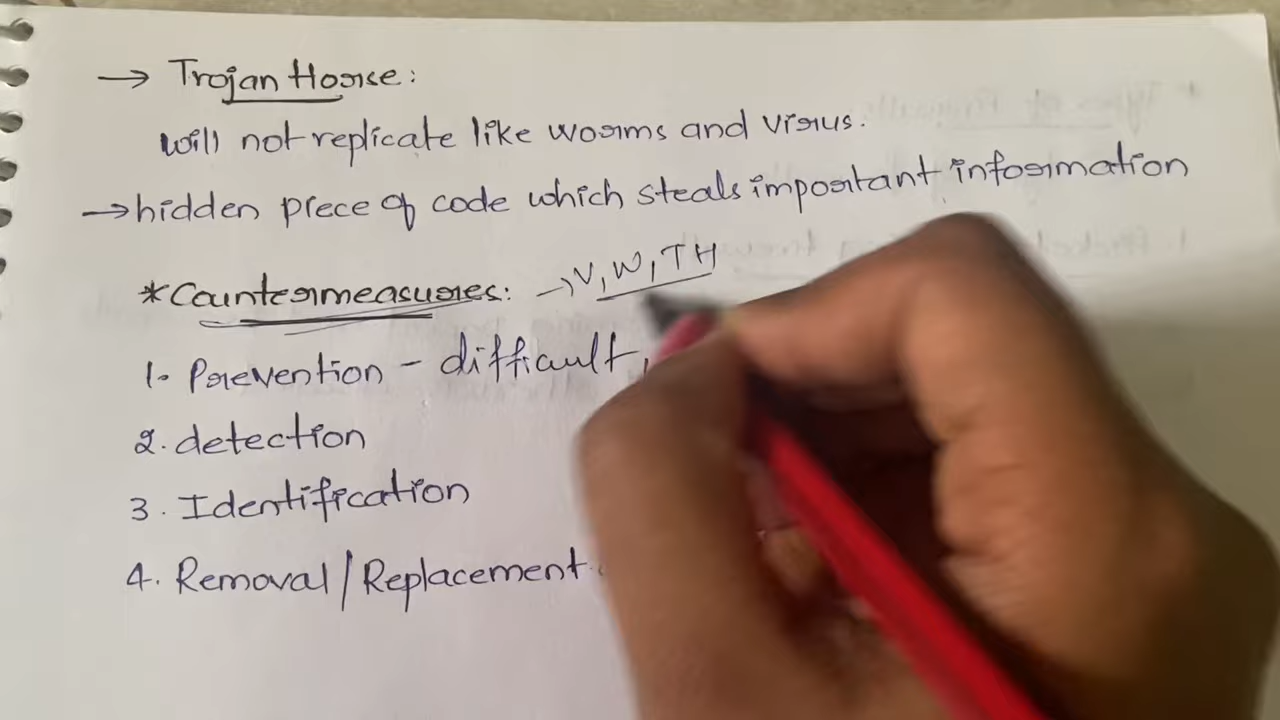 → Trojan Horse:
will not replicate like worms and virus.
→ hidden piece of code which steals important information
* Countermeasures: → V, W, TH
1. Prevention - difficult,
2. detection
3. Identification
4. Removal/Replacement.